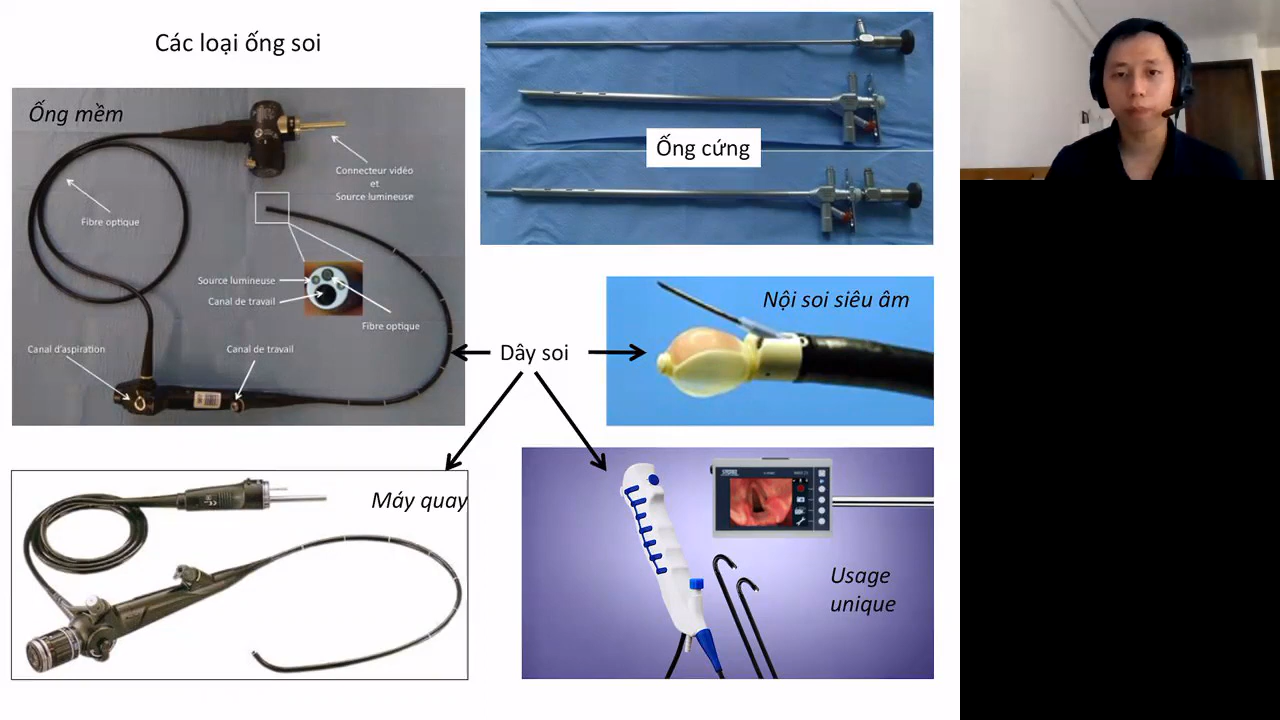 Các loại ống soi
Ống mềm
Connecteur vidéo
et
Source lumineuse
Fibre optique
Source lumineuse
Canal de travail
Fibre optique
Canal d'aspiration
Canal de travail
Ống cứng
Nội soi siêu âm
Dây soi
Máy quay
STORZ
Usage
unique